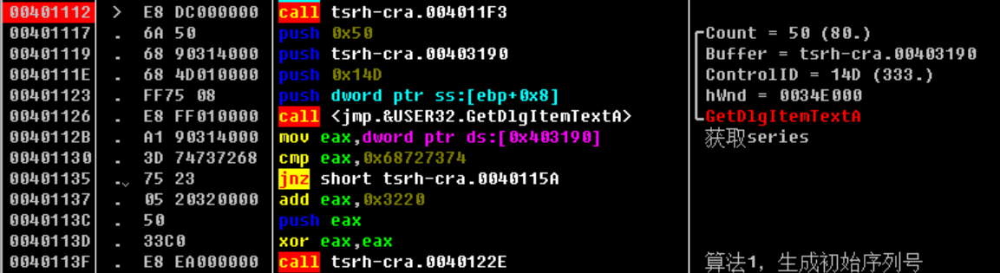 00401112 > E8 DC000000 call tsrh-cra.004011F3
00401117 . 6A 50 push 0x50 Count = 50 (80.)
00401119 . 68 90314000 push tsrh-cra.00403190 Buffer = tsrh-cra.00403190
0040111E . 68 4D010000 push 0x14D ControlID = 14D (333.)
00401123 . FF75 08 push dword ptr ss:[ebp+0x8] hWnd = 0034E000
00401126 . E8 FF010000 call <jmp.&USER32.GetDlgItemTextA> GetDlgItemTextA
0040112B . A1 90314000 mov eax,dword ptr ds:[0x403190] 获取series
00401130 . 3D 74737268 cmp eax,0x68727374
00401135 .v 75 23 jnz short tsrh-cra.0040115A
00401137 . 05 20320000 add eax,0x3220
0040113C . 50 push eax
0040113D . 33C0 xor eax,eax
0040113F . E8 EA000000 call tsrh-cra.0040122E 算法1，生成初始序列号